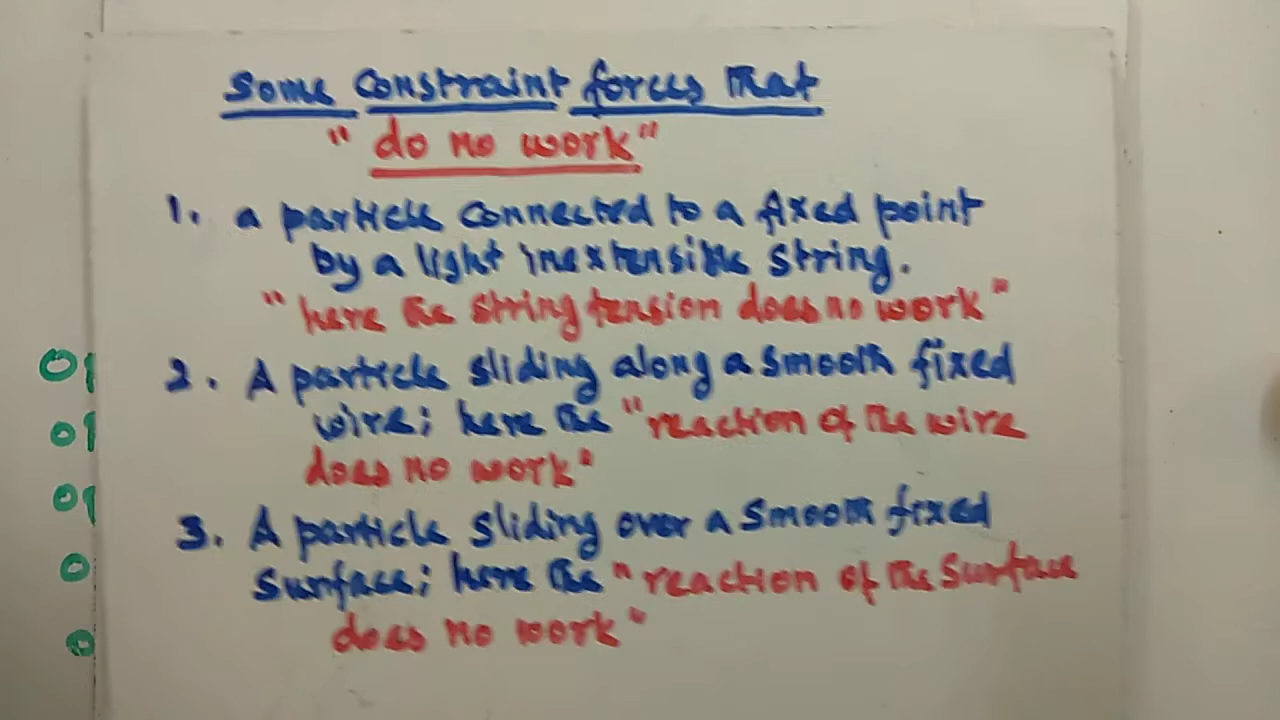 Some Constraint forces that
"do no work"
1. a particle connected to a fixed point
by a light inextensible string.
"here the string tension does no work"
2. A particle sliding along a smooth fixed
wire; here the "reaction of the wire
does no work"
3. A particle sliding over a smooth fixed
surface; here the "reaction of the surface
does no work"